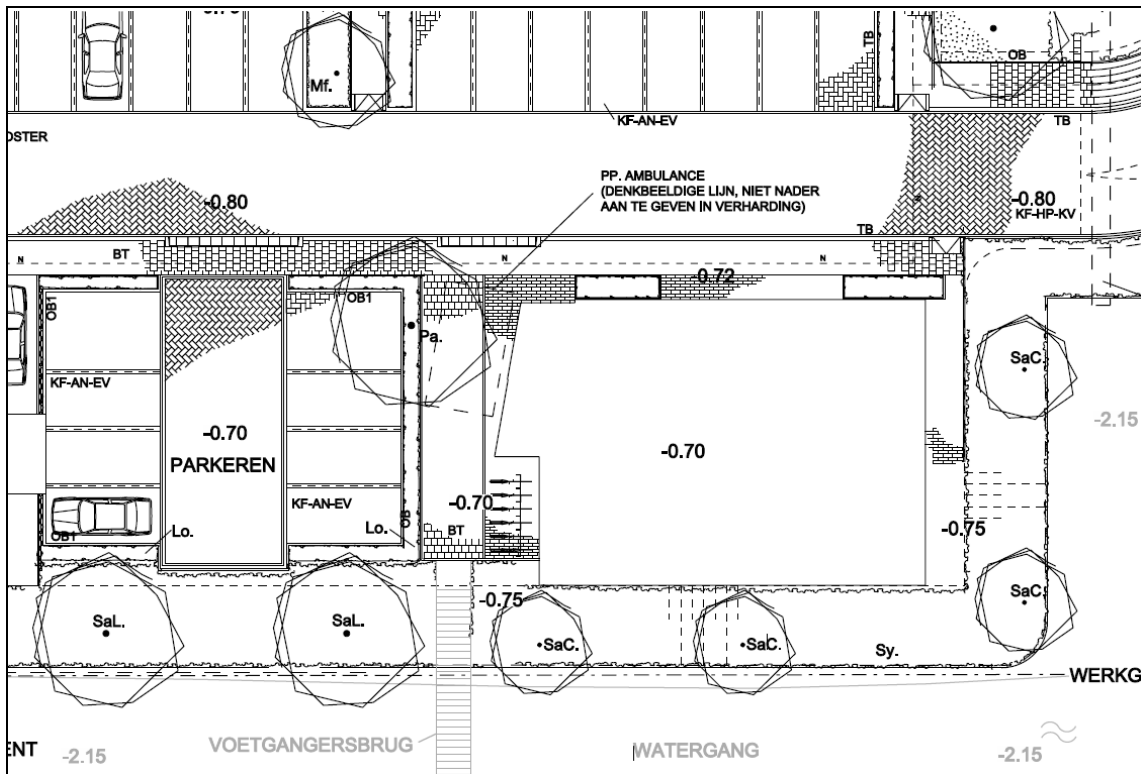 Mf.
TB
OB
KF-AN-EV
TB
OSTER
PP. AMBULANCE
(DENKBEELDIGE LIJN, NIET NADER
AAN TE GEVEN IN VERHARDING)
-0.80
-0.80
KF-HP-KV
N
TB
BT
N
N
N
0.72
OB1
OB1
Pa.
SaC.
KF-AN-EV
-2.15
-0.70
PARKEREN
-0.70
KF-AN-EV
-0.70
OB
OB1
Lo.
Lo.
BT
-0.75
-0.75
SaC.
SaL.
SaL.
SaC.
SaC.
Sy.
WERKG
ENT
-2.15
VOETGANGERSBRUG
WATERGANG
-2.15